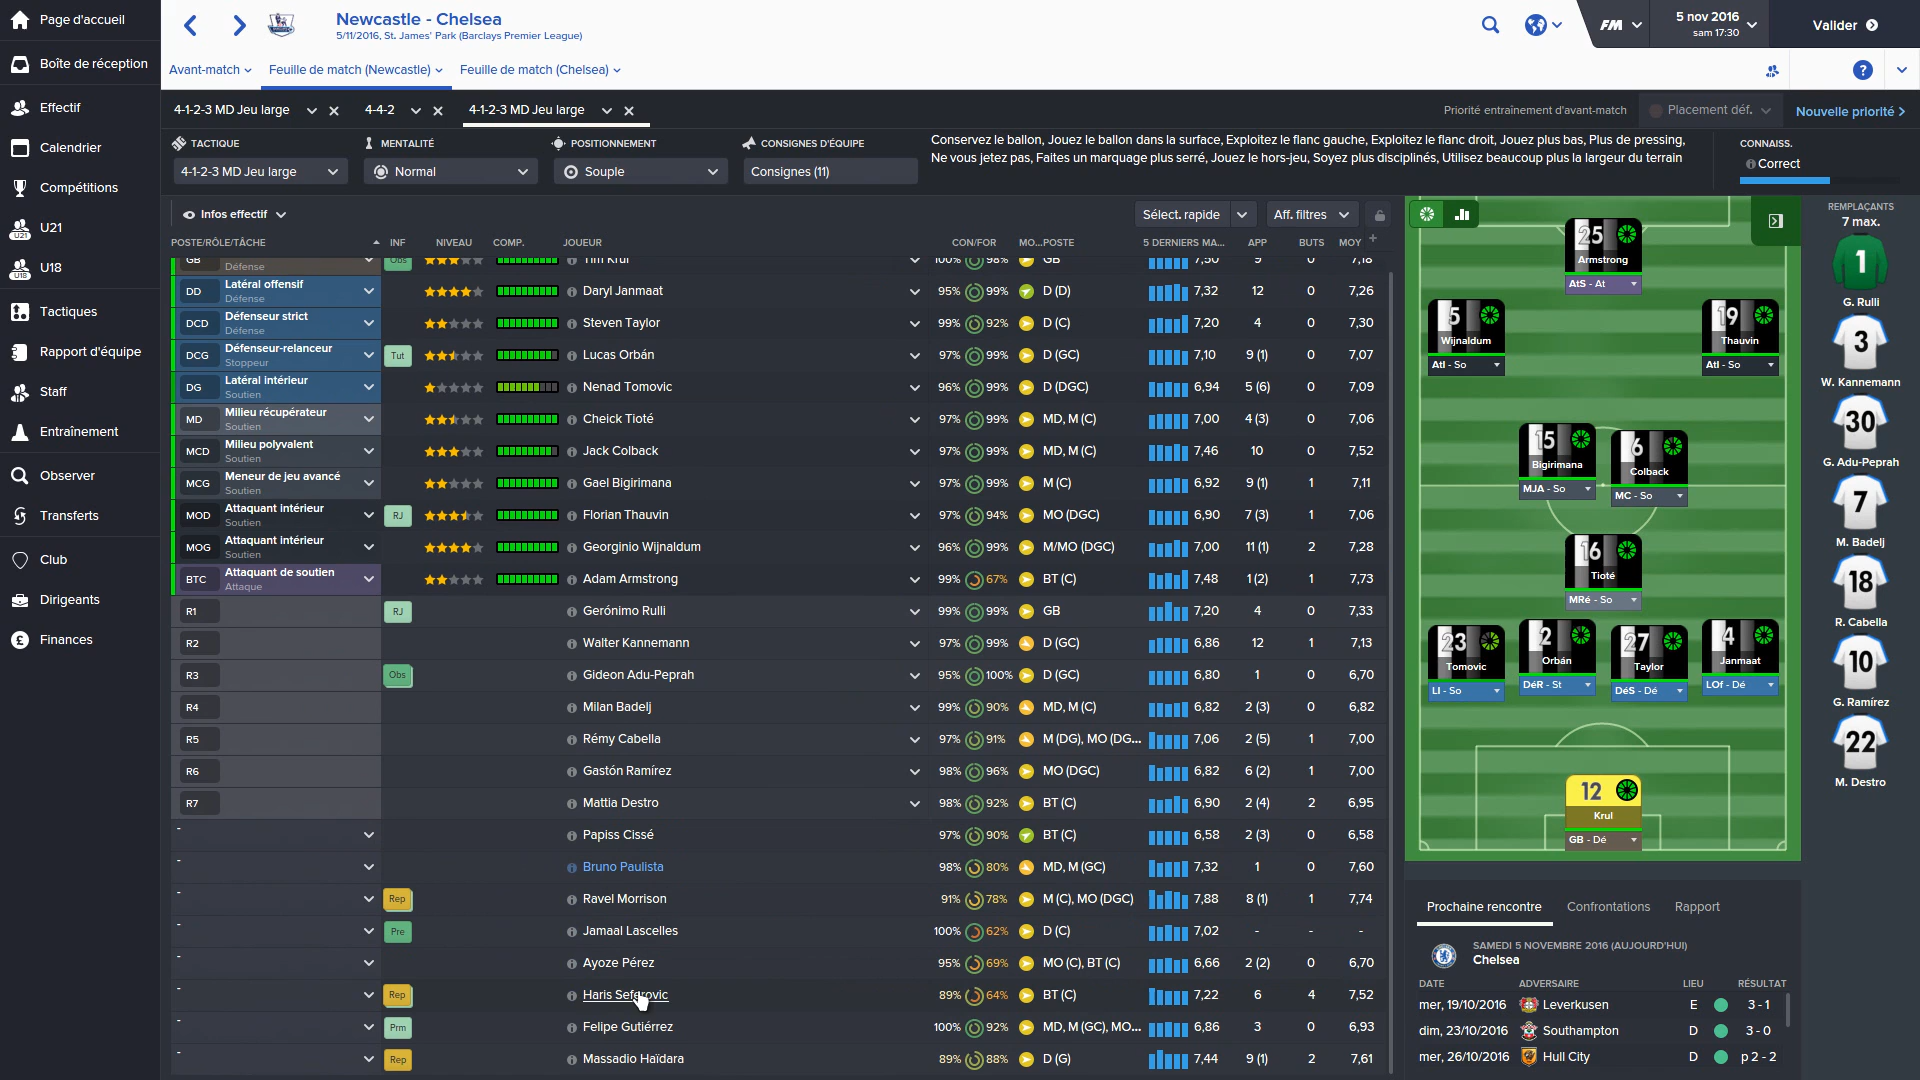 Page d'accueil
Boîte de réception
Effectif
Calendrier
Compétitions
U21
U18
Tactiques
Rapport d'équipe
Staff
Entraînement
Observer
Transferts
Club
Dirigeants
Finances
Newcastle - Chelsea
5/11/2016, St. James' Park (Barclays Premier League)
FM
5 nov 2016
sam 17:30
Valider
Avant-match
Feuille de match (Newcastle)
Feuille de match (Chelsea)
4-1-2-3 MD Jeu large
4-4-2
4-1-2-3 MD Jeu large
Priorité entraînement d'avant-match
Placement déf.
Nouvelle priorité >
TACTIQUE
MENTALITÉ
POSITIONNEMENT
CONSIGNES D'ÉQUIPE
4-1-2-3 MD Jeu large
Normal
Souple
Consignes (11)
Conservez le ballon, Jouez le ballon dans la surface, Exploitez le flanc gauche, Exploitez le flanc droit, Jouez plus bas, Plus de pressing,
Ne vous jetez pas, Faites un marquage plus serré, Jouez le hors-jeu, Soyez plus disciplinés, Utilisez beaucoup plus la largeur du terrain
CONNAISS.
Correct
Infos effectif
Sélect. rapide
Aff. filtres
POSTE/RÔLE/TÂCHE INF NIVEAU COMP. JOUEUR CON/FOR MO... POSTE 5 DERNIERS MA... APP BUTS MOY
GB Défense Obs Tim Krul 100% 98% GB 7,50 9 0 7,18
DD Latéral offensif Défense Daryl Janmaat 95% 99% D (D) 7,32 12 0 7,26
DCD Défenseur strict Défense Steven Taylor 99% 92% D (C) 7,20 4 0 7,30
DCG Défenseur-relanceur Stoppeur Tut Lucas Orbán 97% 99% D (GC) 7,10 9 (1) 0 7,07
DG Latéral intérieur Soutien Nenad Tomovic 96% 99% D (DGC) 6,94 5 (6) 0 7,09
MD Milieu récupérateur Soutien Cheick Tioté 97% 99% MD, M (C) 7,00 4 (3) 0 7,06
MCD Milieu polyvalent Soutien Jack Colback 97% 99% MD, M (C) 7,46 10 0 7,52
MCG Meneur de jeu avancé Soutien Gael Bigirimana 97% 99% M (C) 6,92 9 (1) 1 7,11
MOD Attaquant intérieur Soutien RJ Florian Thauvin 97% 94% MO (DGC) 6,90 7 (3) 1 7,06
MOG Attaquant intérieur Soutien Georginio Wijnaldum 96% 99% M/MO (DGC) 7,00 11 (1) 2 7,28
BTC Attaquant de soutien Attaque Adam Armstrong 99% 67% BT (C) 7,48 1 (2) 1 7,73
R1 RJ Gerónimo Rulli 99% 99% GB 7,20 4 0 7,33
R2 Walter Kannemann 97% 99% D (GC) 6,86 12 1 7,13
R3 Obs Gideon Adu-Peprah 95% 100% D (GC) 6,80 1 0 6,70
R4 Milan Badelj 99% 90% MD, M (C) 6,82 2 (3) 0 6,82
R5 Rémy Cabella 97% 91% M (DG), MO (DG... 7,06 2 (5) 1 7,00
R6 Gastón Ramírez 98% 96% MO (DGC) 6,82 6 (2) 1 7,00
R7 Mattia Destro 98% 92% BT (C) 6,90 2 (4) 2 6,95
- Papiss Cissé 97% 90% BT (C) 6,58 2 (3) 0 6,58
- Bruno Paulista 98% 80% MD, M (GC) 7,32 1 0 7,60
- Rep Ravel Morrison 91% 78% M (C), MO (DGC) 7,88 8 (1) 1 7,74
- Pre Jamaal Lascelles 100% 62% D (C) 7,02 - - -
- Ayoze Pérez 95% 69% MO (C), BT (C) 6,66 2 (2) 0 6,70
- Rep Haris Seferovic 89% 64% BT (C) 7,22 6 4 7,52
- Prm Felipe Gutiérrez 100% 92% MD, M (GC), MO... 6,86 3 0 6,93
- Rep Massadio Haïdara 89% 88% D (G) 7,44 9 (1) 2 7,61
25
Armstrong
AtS - At
5
Wijnaldum
AtI - So
19
Thauvin
AtI - So
15
Bigirimana
MJA - So
6
Colback
MC - So
16
Tioté
MRé - So
23
Tomovic
LI - So
2
Orbán
DéR - St
27
Taylor
DéS - Dé
4
Janmaat
LOf - Dé
12
Krul
GB - Dé
REMPLAÇANTS
7 max.
1
G. Rulli
3
W. Kannemann
30
G. Adu-Peprah
7
M. Badelj
18
R. Cabella
10
G. Ramírez
22
M. Destro
Prochaine rencontre
Confrontations
Rapport
SAMEDI 5 NOVEMBRE 2016 (AUJOURD'HUI)
Chelsea
DATE ADVERSAIRE LIEU RÉSULTAT
mer, 19/10/2016 Leverkusen E 3 - 1
dim, 23/10/2016 Southampton D 3 - 0
mer, 26/10/2016 Hull City D p 2 - 2